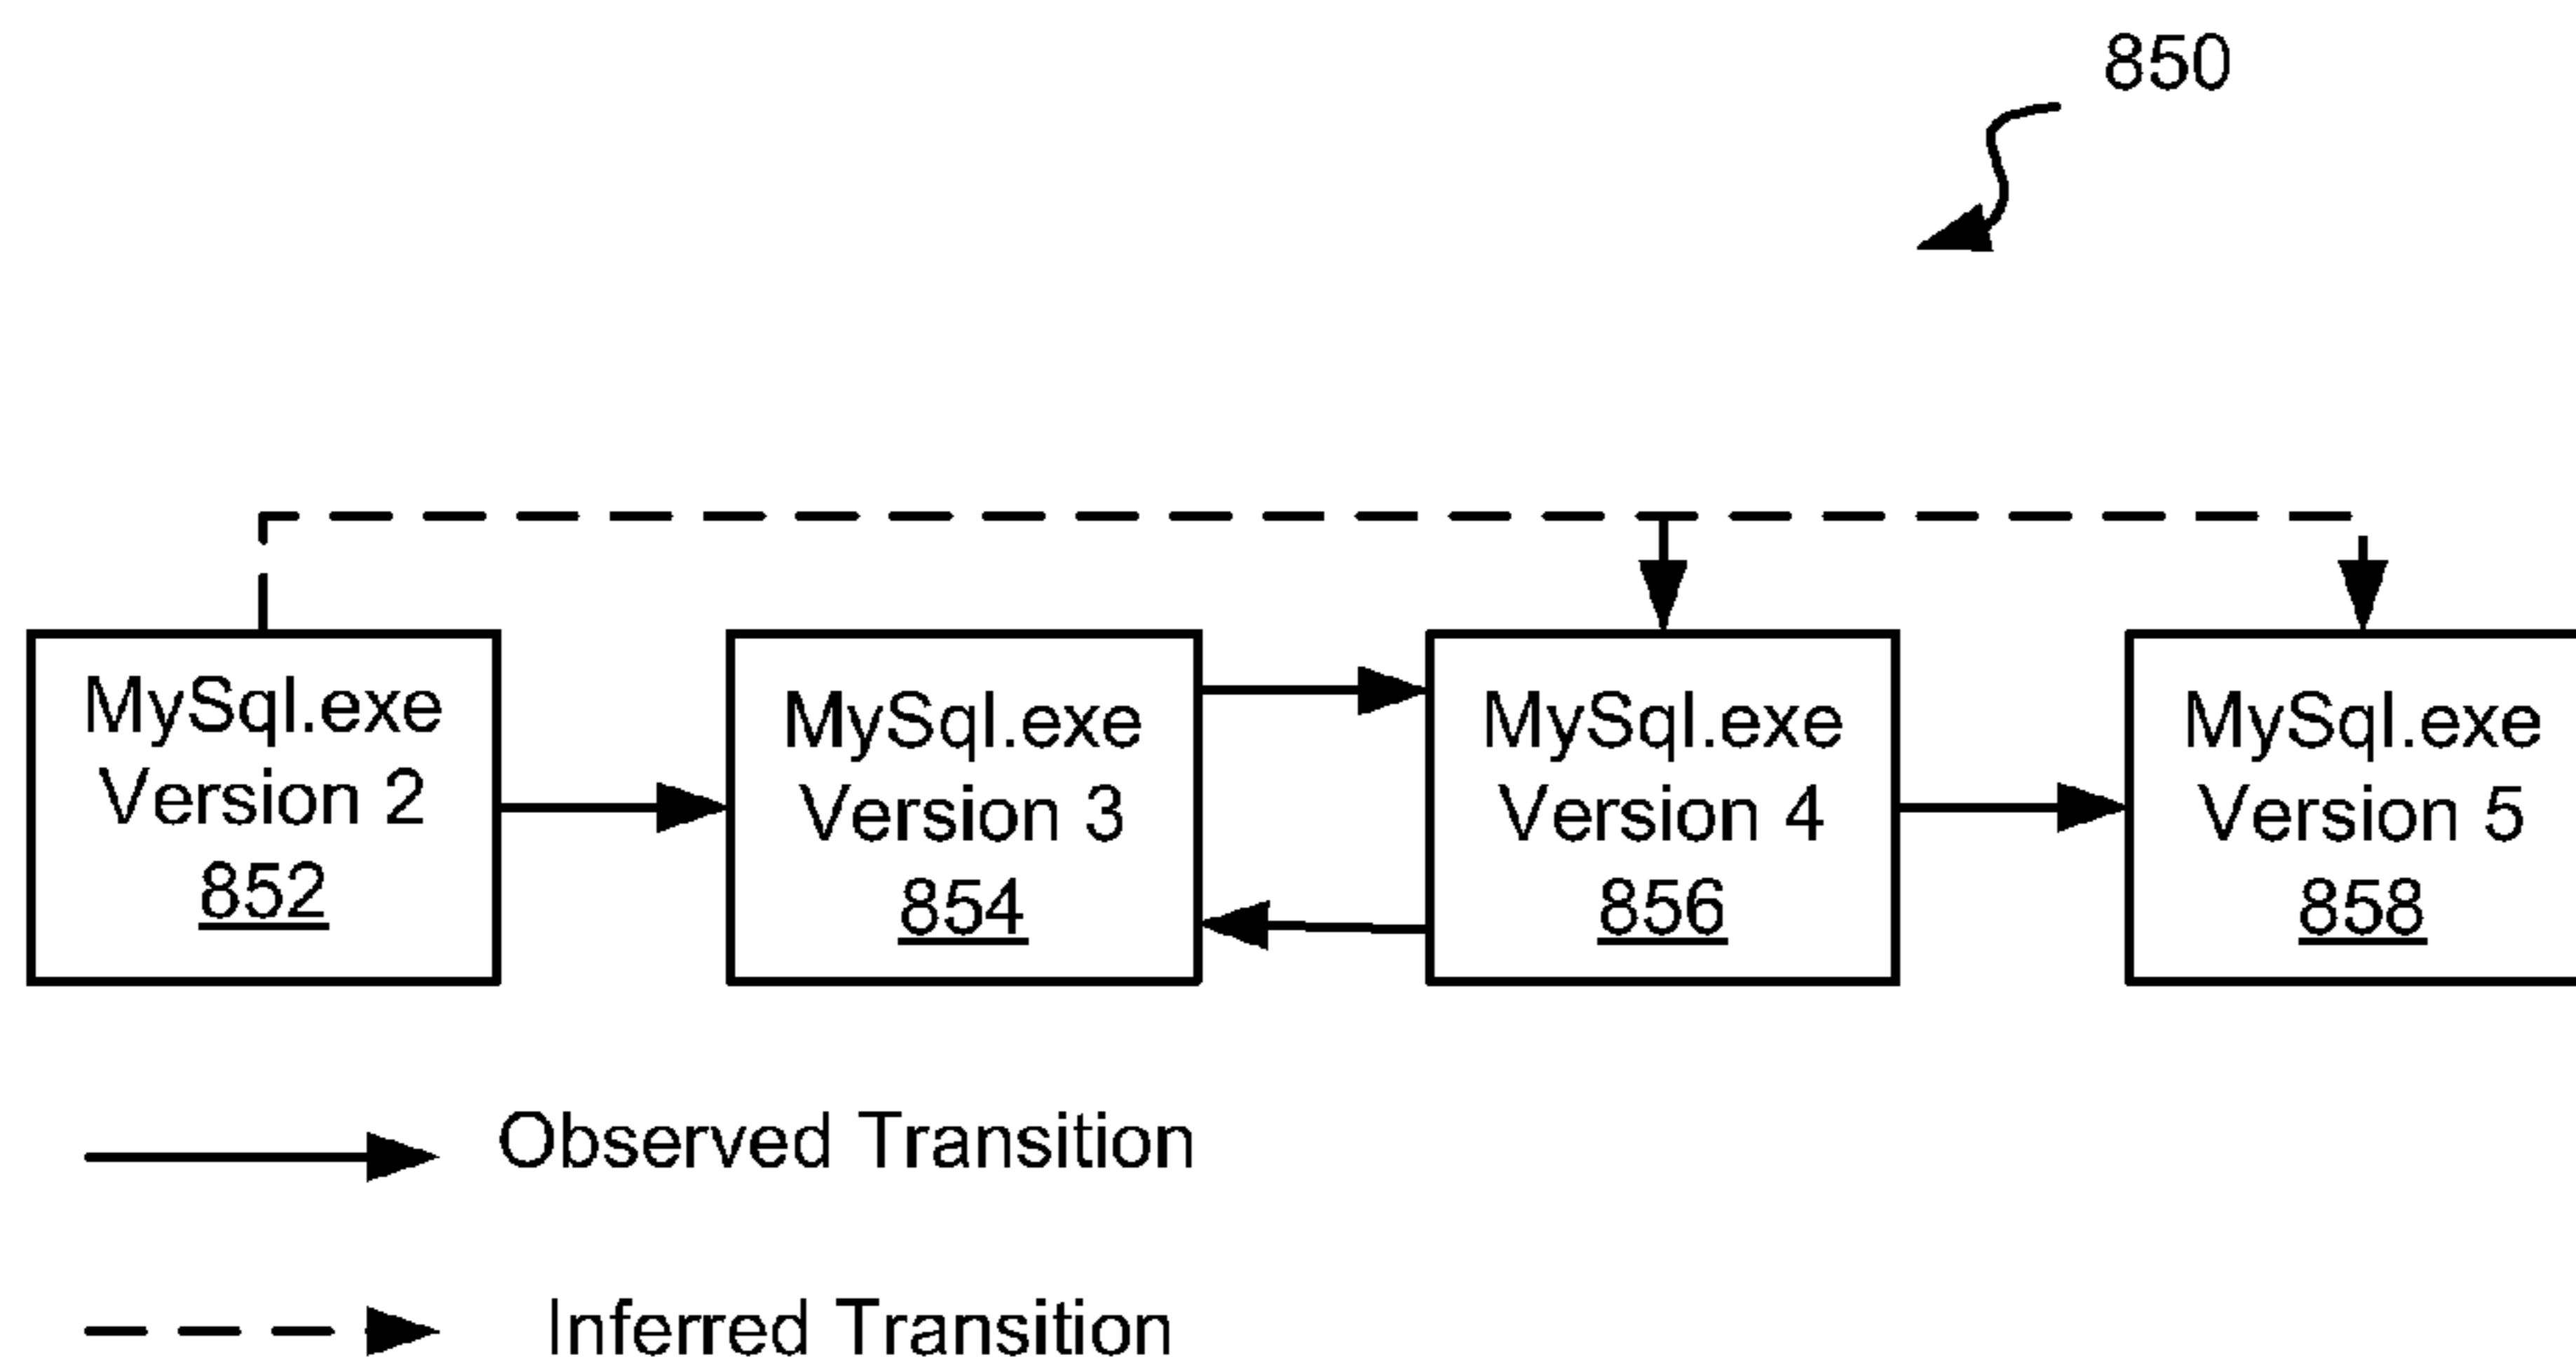 850
MySql.exe
Version 2
852
MySql.exe
Version 3
854
MySql.exe
Version 4
856
MySql.exe
Version 5
858
Observed Transition
Inferred Transition